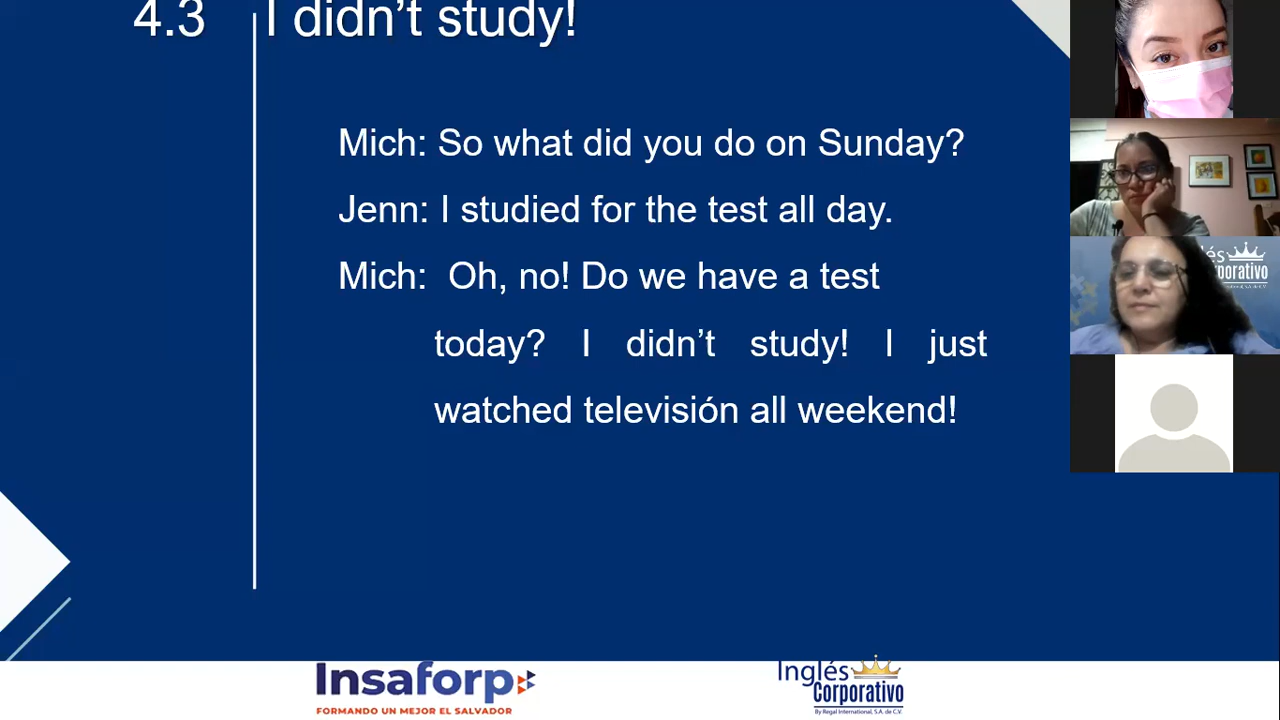 4.3 I didn't study!
Mich: So what did you do on Sunday?
Jenn: I studied for the test all day.
Mich: Oh, no! Do we have a test
today? I didn't study! I just
watched televisión all weekend!
Insaforp
FORMANDO UN MEJOR EL SALVADOR
Inglés
Corporativo
By Regal International, S.A. de C.V.